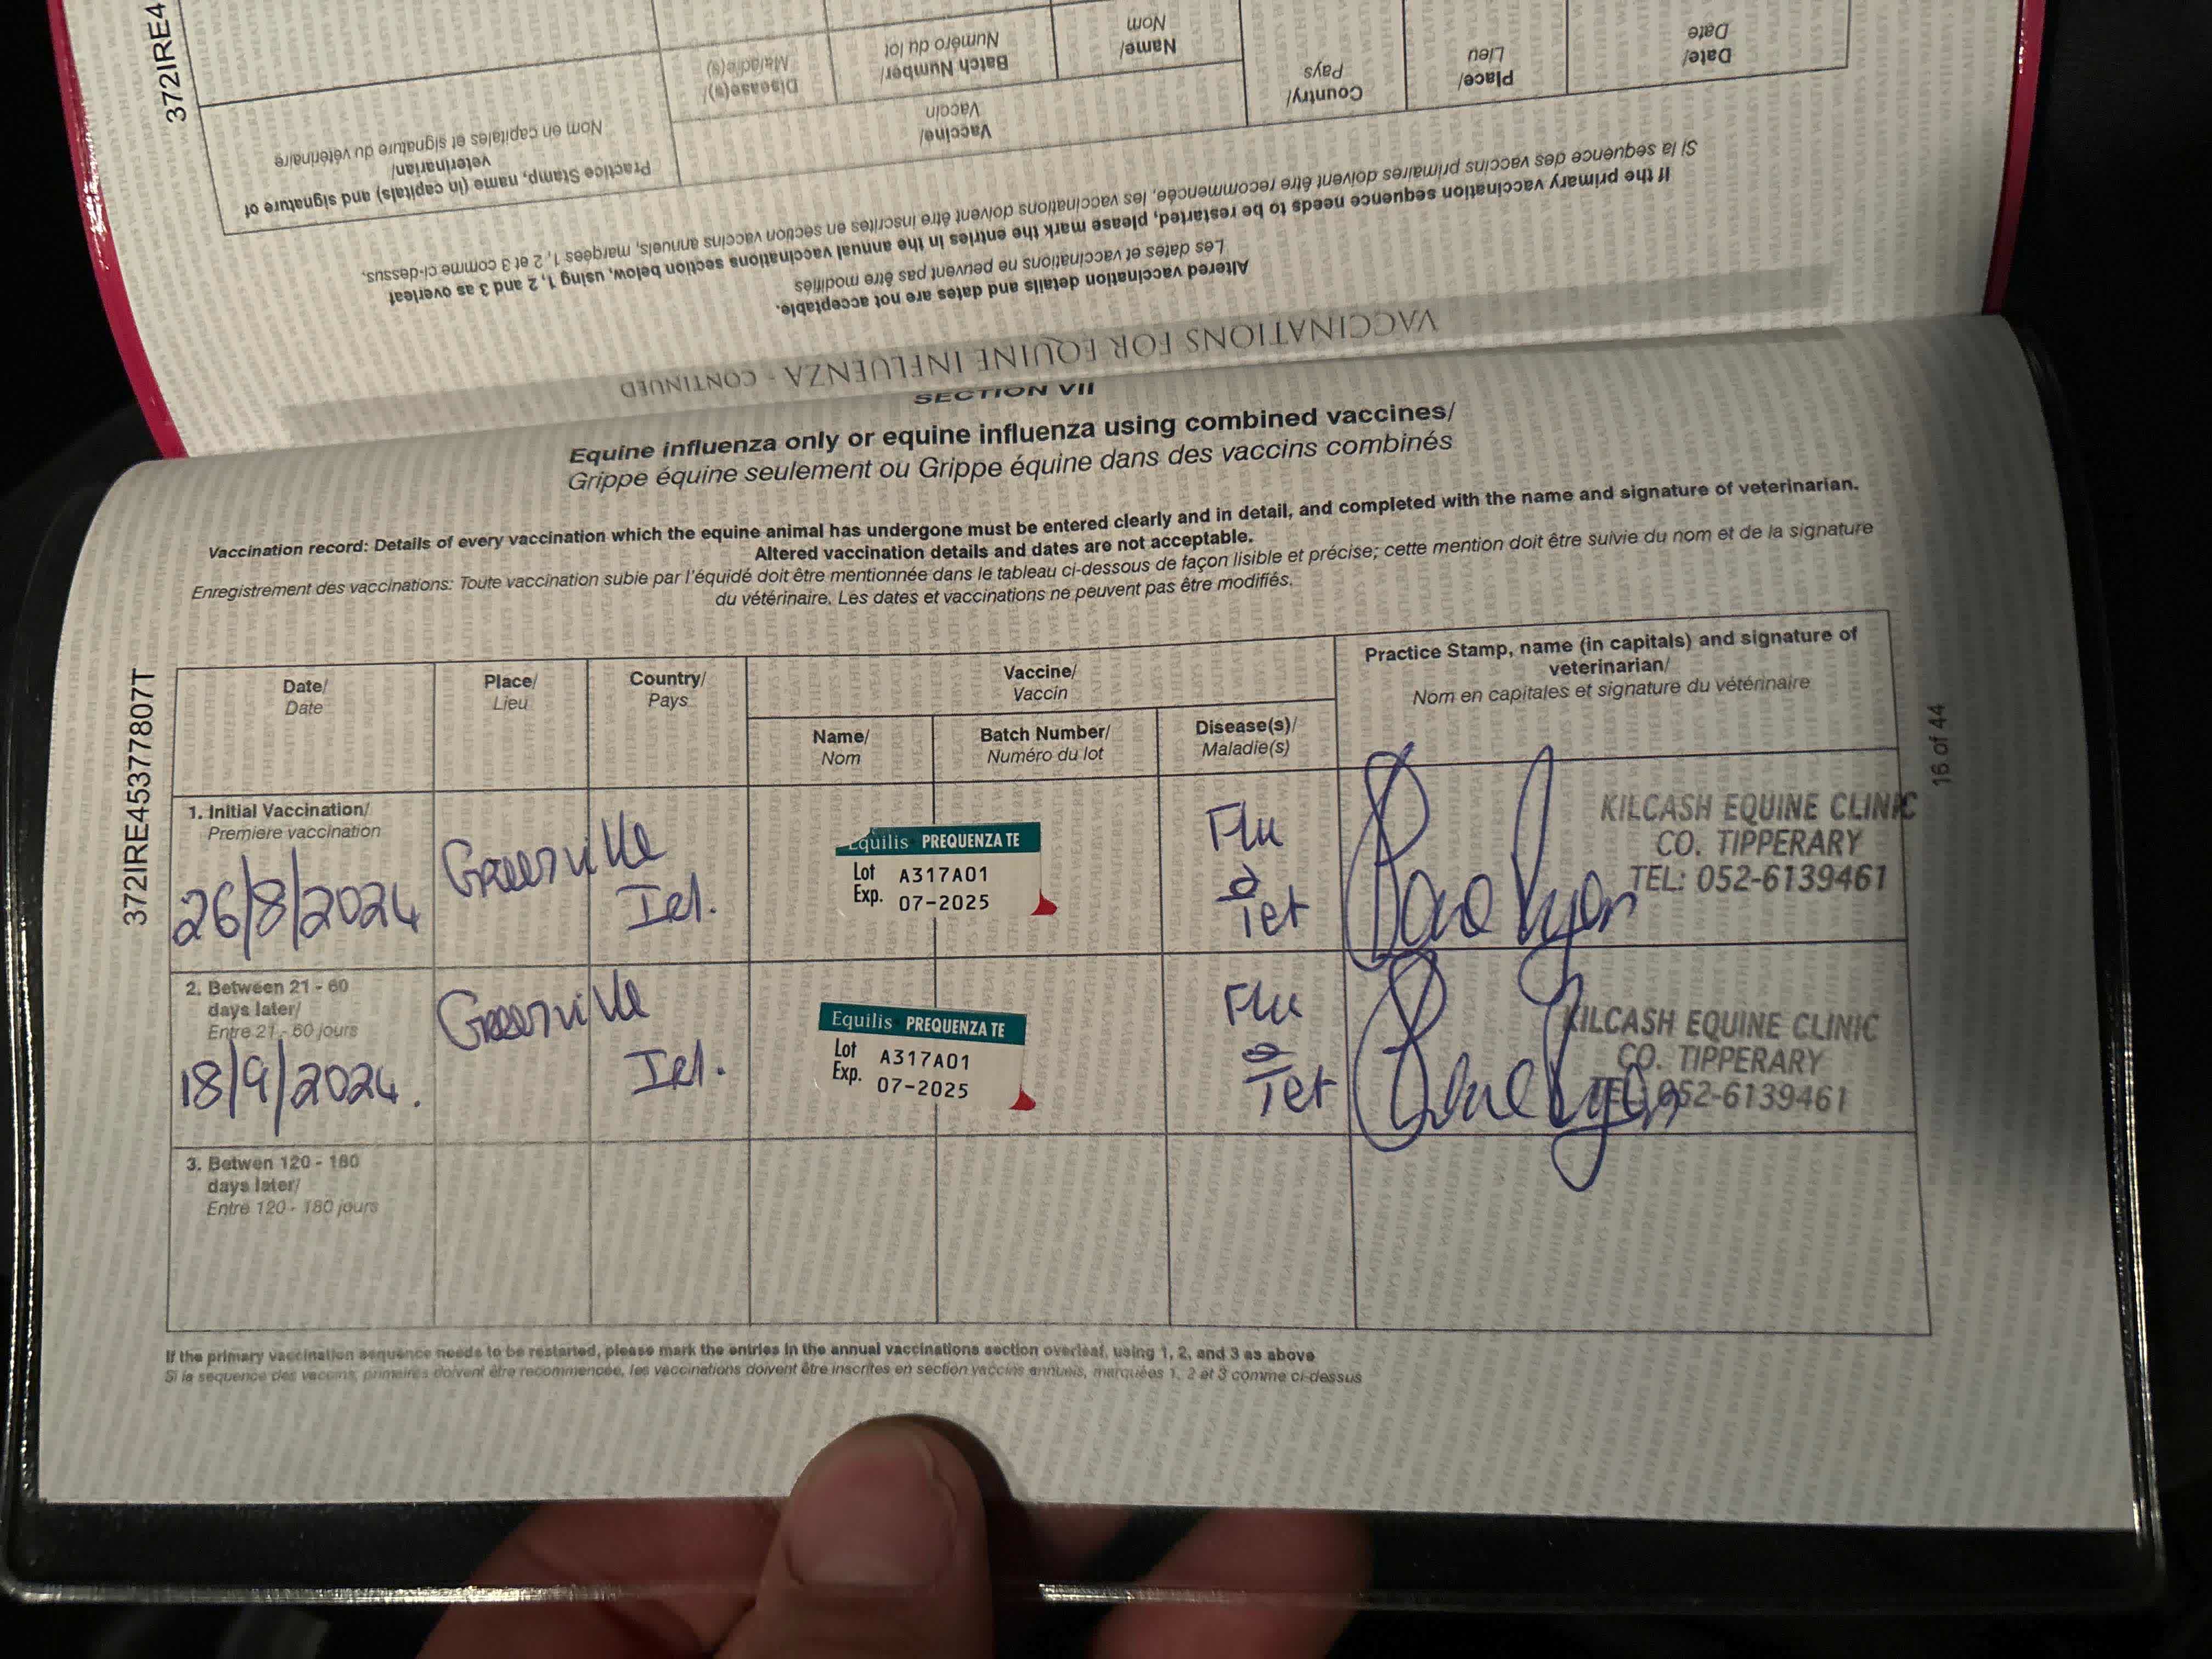 372IRE4
Date/
Date
Place/
Lieu
Country/
Pays
Vaccine/
Vaccin
Name/
Nom
Batch Number/
Numéro du lot
Disease(s)/
Maladie(s)
Practice Stamp, name (in capitals) and signature of
veterinarian/
Nom en capitales et signature du vétérinaire
If the primary vaccination sequence needs to be restarted, please mark the entries in the annual vaccinations section below, using 1, 2 and 3 as overleaf
Si la séquence des vaccins primaires doivent être recommencée, les vaccinations doivent être inscrites en section vaccins annuels, marqées 1, 2 et 3 comme ci-dessus.
Altered vaccination details and dates are not acceptable.
Les dates et vaccinations ne peuvent pas être modifiés
VACCINATIONS FOR EQUINE INFLUENZA - CONTINUED
SECTION VII
Equine influenza only or equine influenza using combined vaccines/
Grippe équine seulement ou Grippe équine dans des vaccins combinés
Vaccination record: Details of every vaccination which the equine animal has undergone must be entered clearly and in detail, and completed with the name and signature of veterinarian.
Altered vaccination details and dates are not acceptable.
Enregistrement des vaccinations: Toute vaccination subie par l'équidé doit être mentionnée dans le tableau ci-dessous de façon lisible et précise; cette mention doit être suivie du nom et de la signature
du vétérinaire. Les dates et vaccinations ne peuvent pas être modifiés.
372IRE45377807T
16 of 44
Date/
Date
Place/
Lieu
Country/
Pays
Vaccine/
Vaccin
Name/
Nom
Batch Number/
Numéro du lot
Disease(s)/
Maladie(s)
Practice Stamp, name (in capitals) and signature of
veterinarian/
Nom en capitales et signature du vétérinaire
1. Initial Vaccination/
Premiere vaccination
26/8/2024
Greenville
Irl.
Equilis PREQUENZA TE
Lot A317A01
Exp. 07-2025
Flu
&
Tet
KILCASH EQUINE CLINIC
CO. TIPPERARY
TEL: 052-6139461
2. Between 21 - 60
days later/
Entre 21 - 60 jours
18/9/2024.
Greenville
Irl.
Equilis PREQUENZA TE
Lot A317A01
Exp. 07-2025
Flu
&
Tet
KILCASH EQUINE CLINIC
CO. TIPPERARY
TEL: 052-6139461
3. Betwen 120 - 180
days later/
Entre 120 - 180 jours
If the primary vaccination sequence needs to be restarted, please mark the entries in the annual vaccinations section overleaf, using 1, 2, and 3 as above
Si la sequence des vaccins primaires doivent être recommencée, les vaccinations doivent être inscrites en section vaccins annuels, marquées 1, 2 et 3 comme ci-dessus